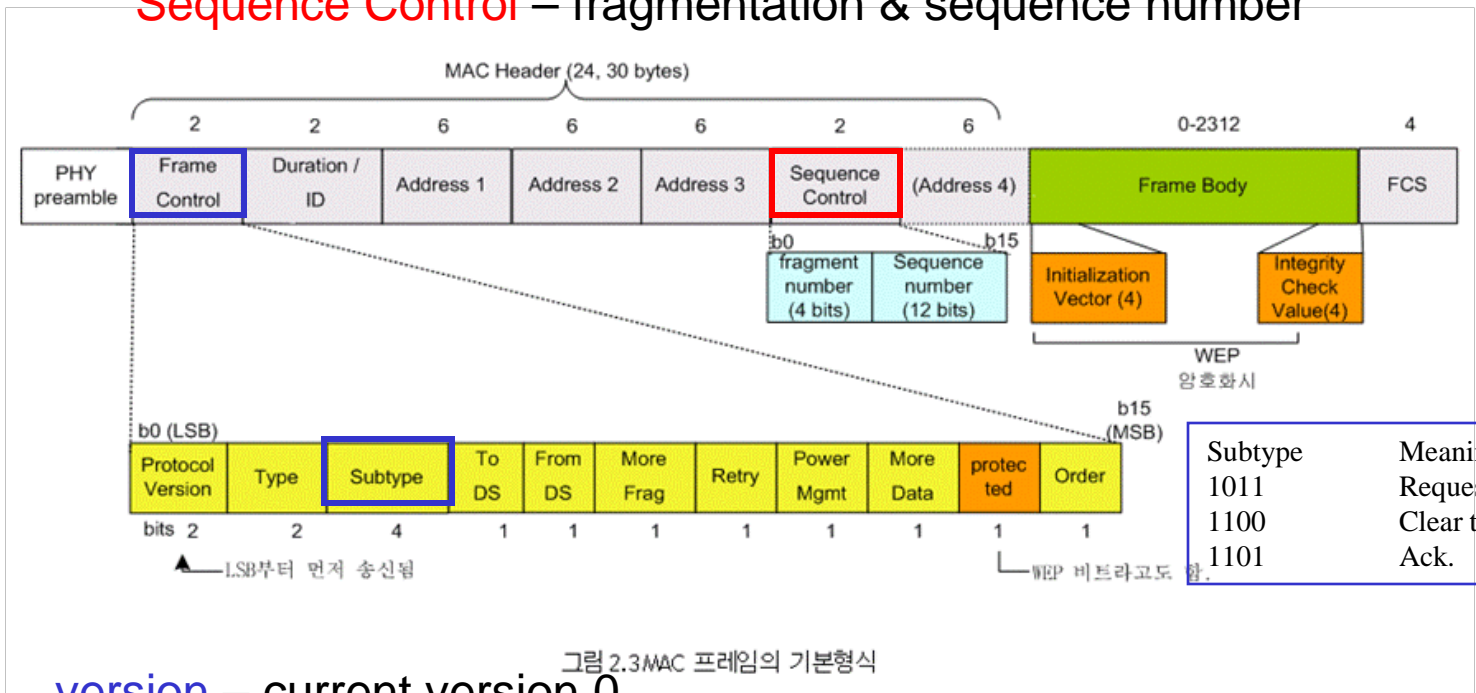 Sequence Control – fragmentation & sequence number
MAC Header (24, 30 bytes)
2 2 6 6 6 2 6 0-2312 4
PHY preamble
Frame Control
Duration / ID
Address 1
Address 2
Address 3
Sequence Control
(Address 4)
Frame Body
FCS
b0 b15
fragment number (4 bits)
Sequence number (12 bits)
Initialization Vector (4)
Integrity Check Value(4)
WEP
암호화시
b0 (LSB)
b15 (MSB)
Protocol Version
Type
Subtype
To DS
From DS
More Frag
Retry
Power Mgmt
More Data
protec ted
Order
bits 2 2 4 1 1 1 1 1 1 1 1
LSB부터 먼저 송신됨
WEP 비트라고도 함.
Subtype
1011
1100 Clear
1101 Ack.
그림 2.3 MAC 프레임의 기본형식
version – current version 0